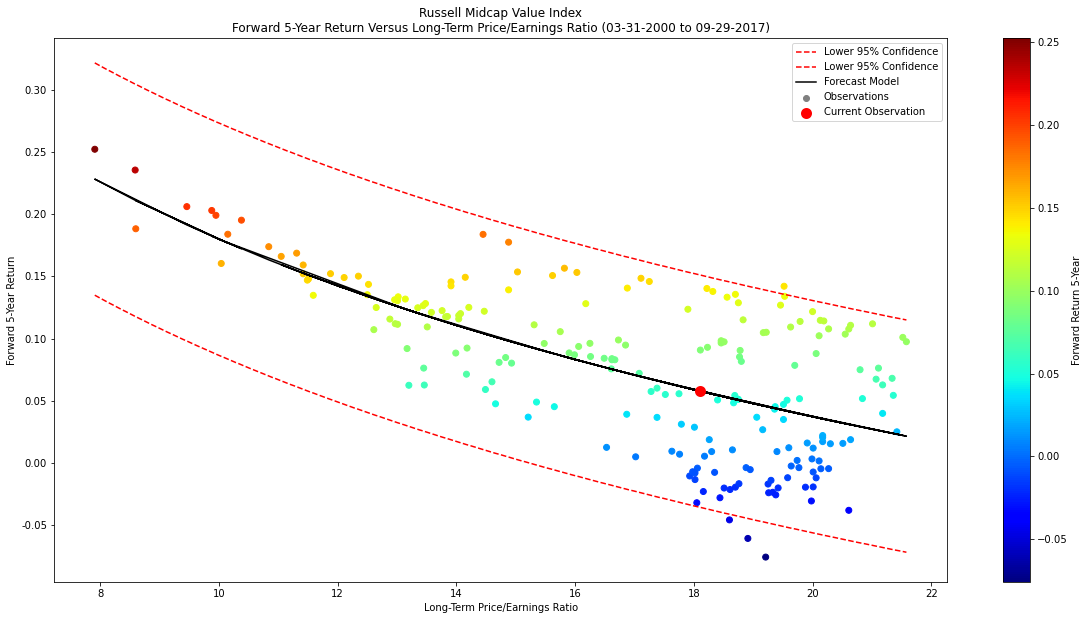 Russell Midcap Value Index
Forward 5-Year Return Versus Long-Term Price/Earnings Ratio (03-31-2000 to 09-29-2017)
Lower 95% Confidence
Lower 95% Confidence
Forecast Model
Observations
Current Observation
Forward 5-Year Return
0.30
0.25
0.20
0.15
0.10
0.05
0.00
−0.05
8
10
12
14
16
18
20
22
Long-Term Price/Earnings Ratio
0.25
0.20
0.15
0.10
0.05
0.00
−0.05
Forward Return 5-Year